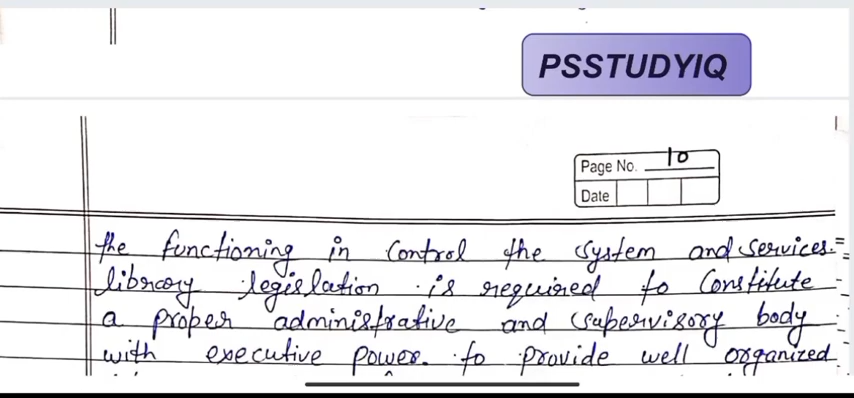 PSSTUDYIQ
Page No. 10
Date
the functioning in control the system and services.
library legislation is required to constitute
a proper administrative and supervisory body
with executive power. to provide well organized